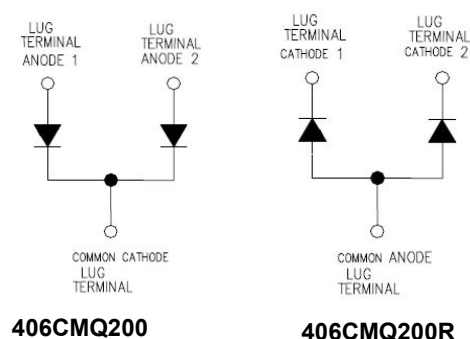 LUG
TERMINAL
ANODE 1
LUG
TERMINAL
ANODE 2
LUG
TERMINAL
CATHODE 1
LUG
TERMINAL
CATHODE 2
COMMON CATHODE
LUG
TERMINAL
COMMON ANODE
LUG
TERMINAL
406CMQ200
406CMQ200R